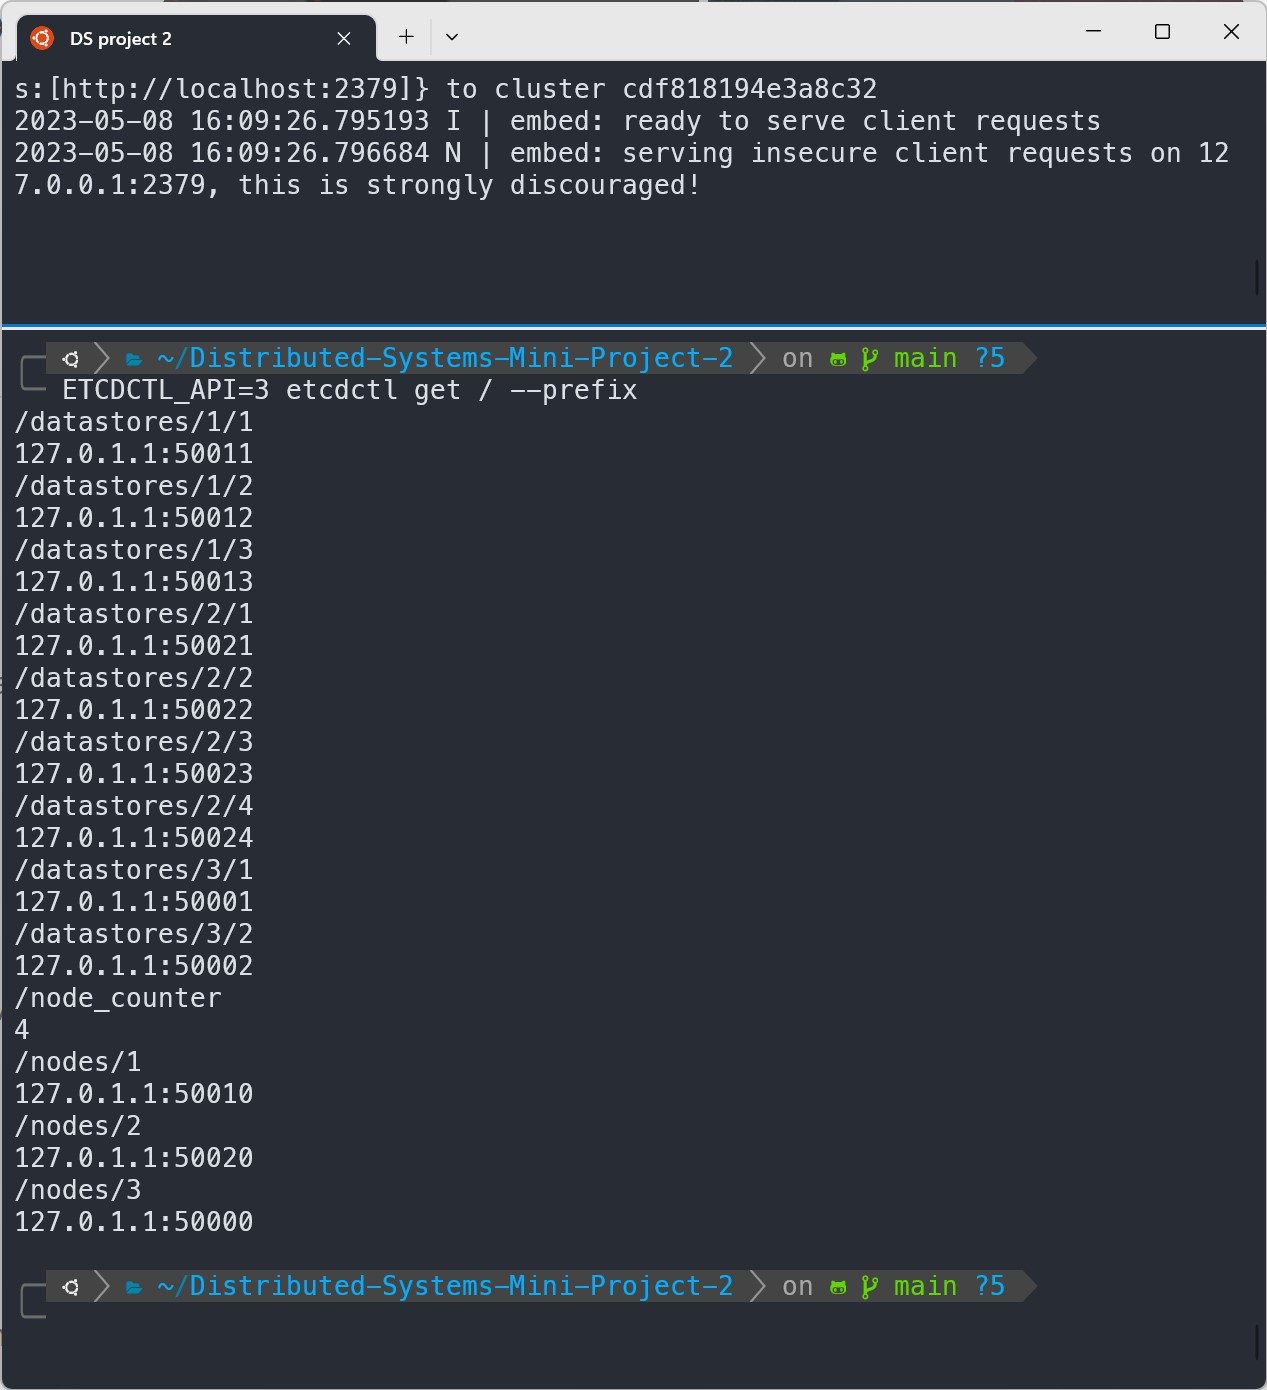 DS project 2
s:[http://localhost:2379]} to cluster cdf818194e3a8c32
2023-05-08 16:09:26.795193 I | embed: ready to serve client requests
2023-05-08 16:09:26.796684 N | embed: serving insecure client requests on 12
7.0.0.1:2379, this is strongly discouraged!
~/Distributed-Systems-Mini-Project-2 on main ?5
ETCDCTL_API=3 etcdctl get / --prefix
/datastores/1/1
127.0.1.1:50011
/datastores/1/2
127.0.1.1:50012
/datastores/1/3
127.0.1.1:50013
/datastores/2/1
127.0.1.1:50021
/datastores/2/2
127.0.1.1:50022
/datastores/2/3
127.0.1.1:50023
/datastores/2/4
127.0.1.1:50024
/datastores/3/1
127.0.1.1:50001
/datastores/3/2
127.0.1.1:50002
/node_counter
4
/nodes/1
127.0.1.1:50010
/nodes/2
127.0.1.1:50020
/nodes/3
127.0.1.1:50000
~/Distributed-Systems-Mini-Project-2 on main ?5